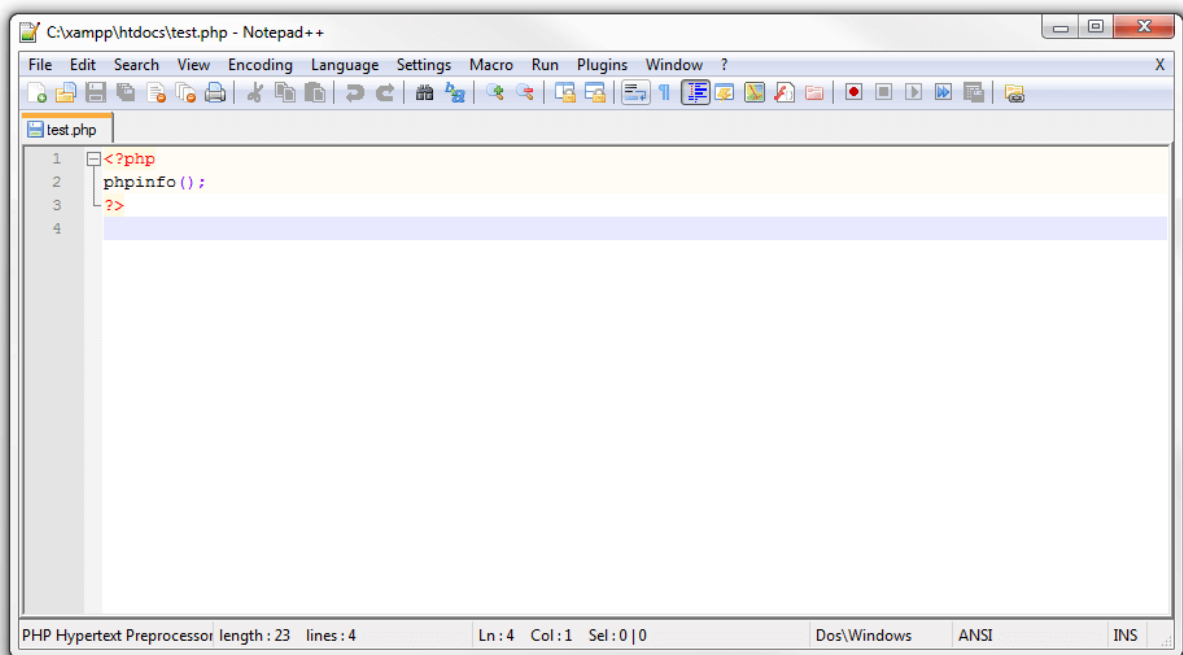 C:\xampp\htdocs\test.php - Notepad++
File Edit Search View Encoding Language Settings Macro Run Plugins Window ? X
test.php
1 <?php
2 phpinfo();
3 ?>
4
PHP Hypertext Preprocessor length : 23 lines : 4 Ln : 4 Col : 1 Sel : 0 | 0 Dos\Windows ANSI INS